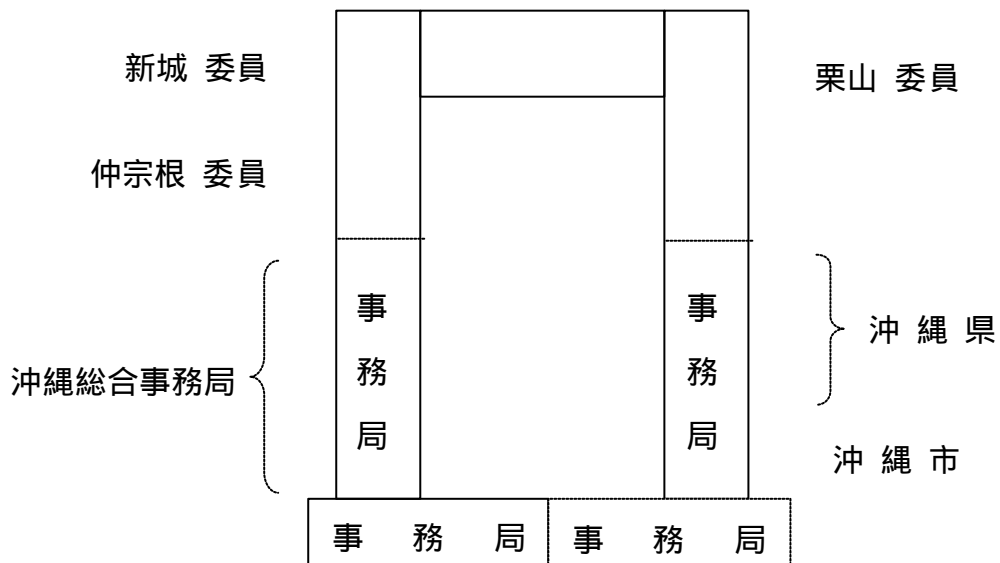 新城 委員
栗山 委員
仲宗根 委員
事務局
事務局
沖縄県
沖縄総合事務局
沖縄市
事務局
事務局